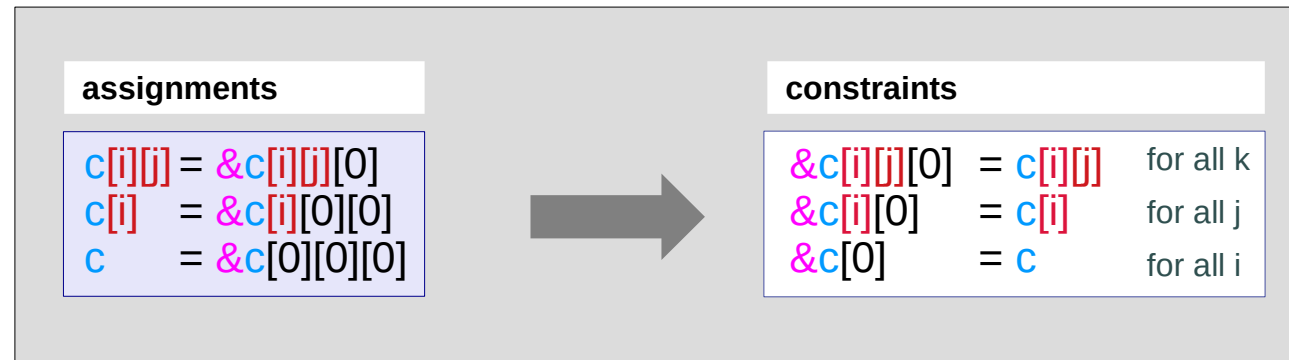 assignments
c[i][j] = &c[i][j][0]
c[i] = &c[i][0][0]
c = &c[0][0][0]
constraints
&c[i][j][0] = c[i][j] for all k
&c[i][0] = c[i] for all j
&c[0] = c for all i